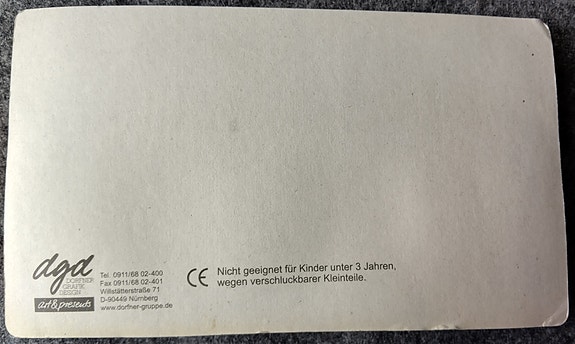 dgd
DORFNER
GRAFIK
DESIGN
art & presents
Tel. 0911/68 02-400
Fax 0911/68 02-401
Willstätterstraße 71
D-90449 Nürnberg
www.dorfner-gruppe.de
CE Nicht geeignet für Kinder unter 3 Jahren,
wegen verschluckbarer Kleinteile.